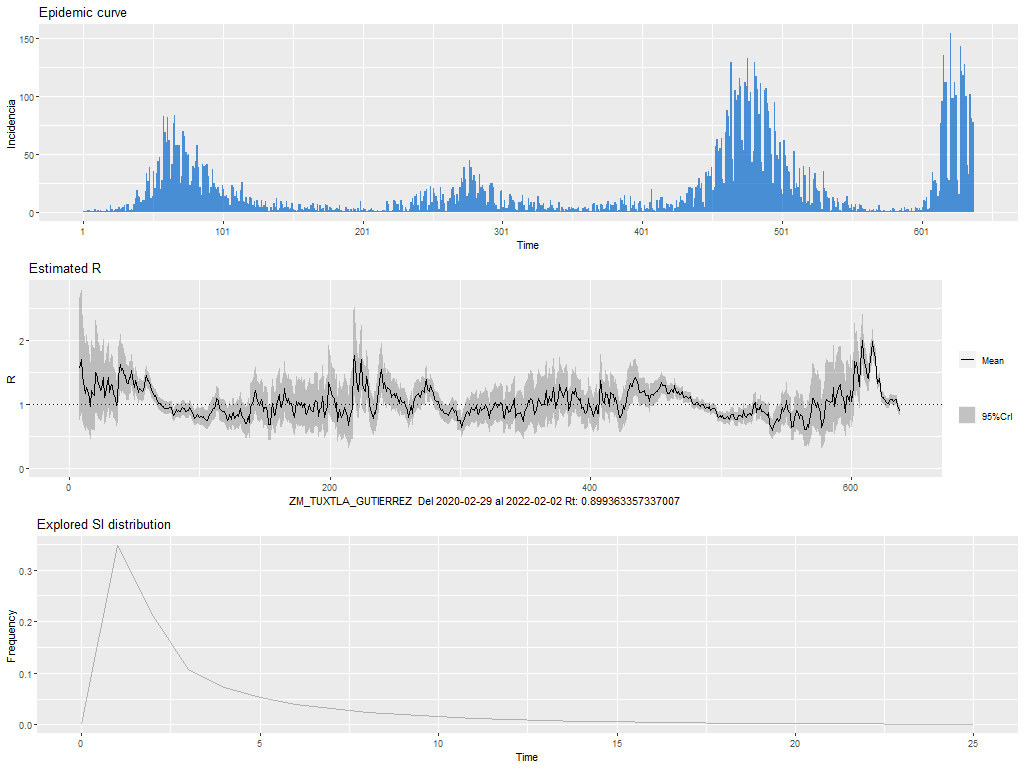 Epidemic curve
Incidencia
150
100
50
0
1
101
201
301
401
501
601
Time
Estimated R
R
2
1
0
0
200
400
600
Mean
95%CrI
ZM_TUXTLA_GUTIERREZ Del 2020-02-29 al 2022-02-02 Rt: 0.899363357337007
Explored SI distribution
Frequency
0.3
0.2
0.1
0.0
0
5
10
15
20
25
Time